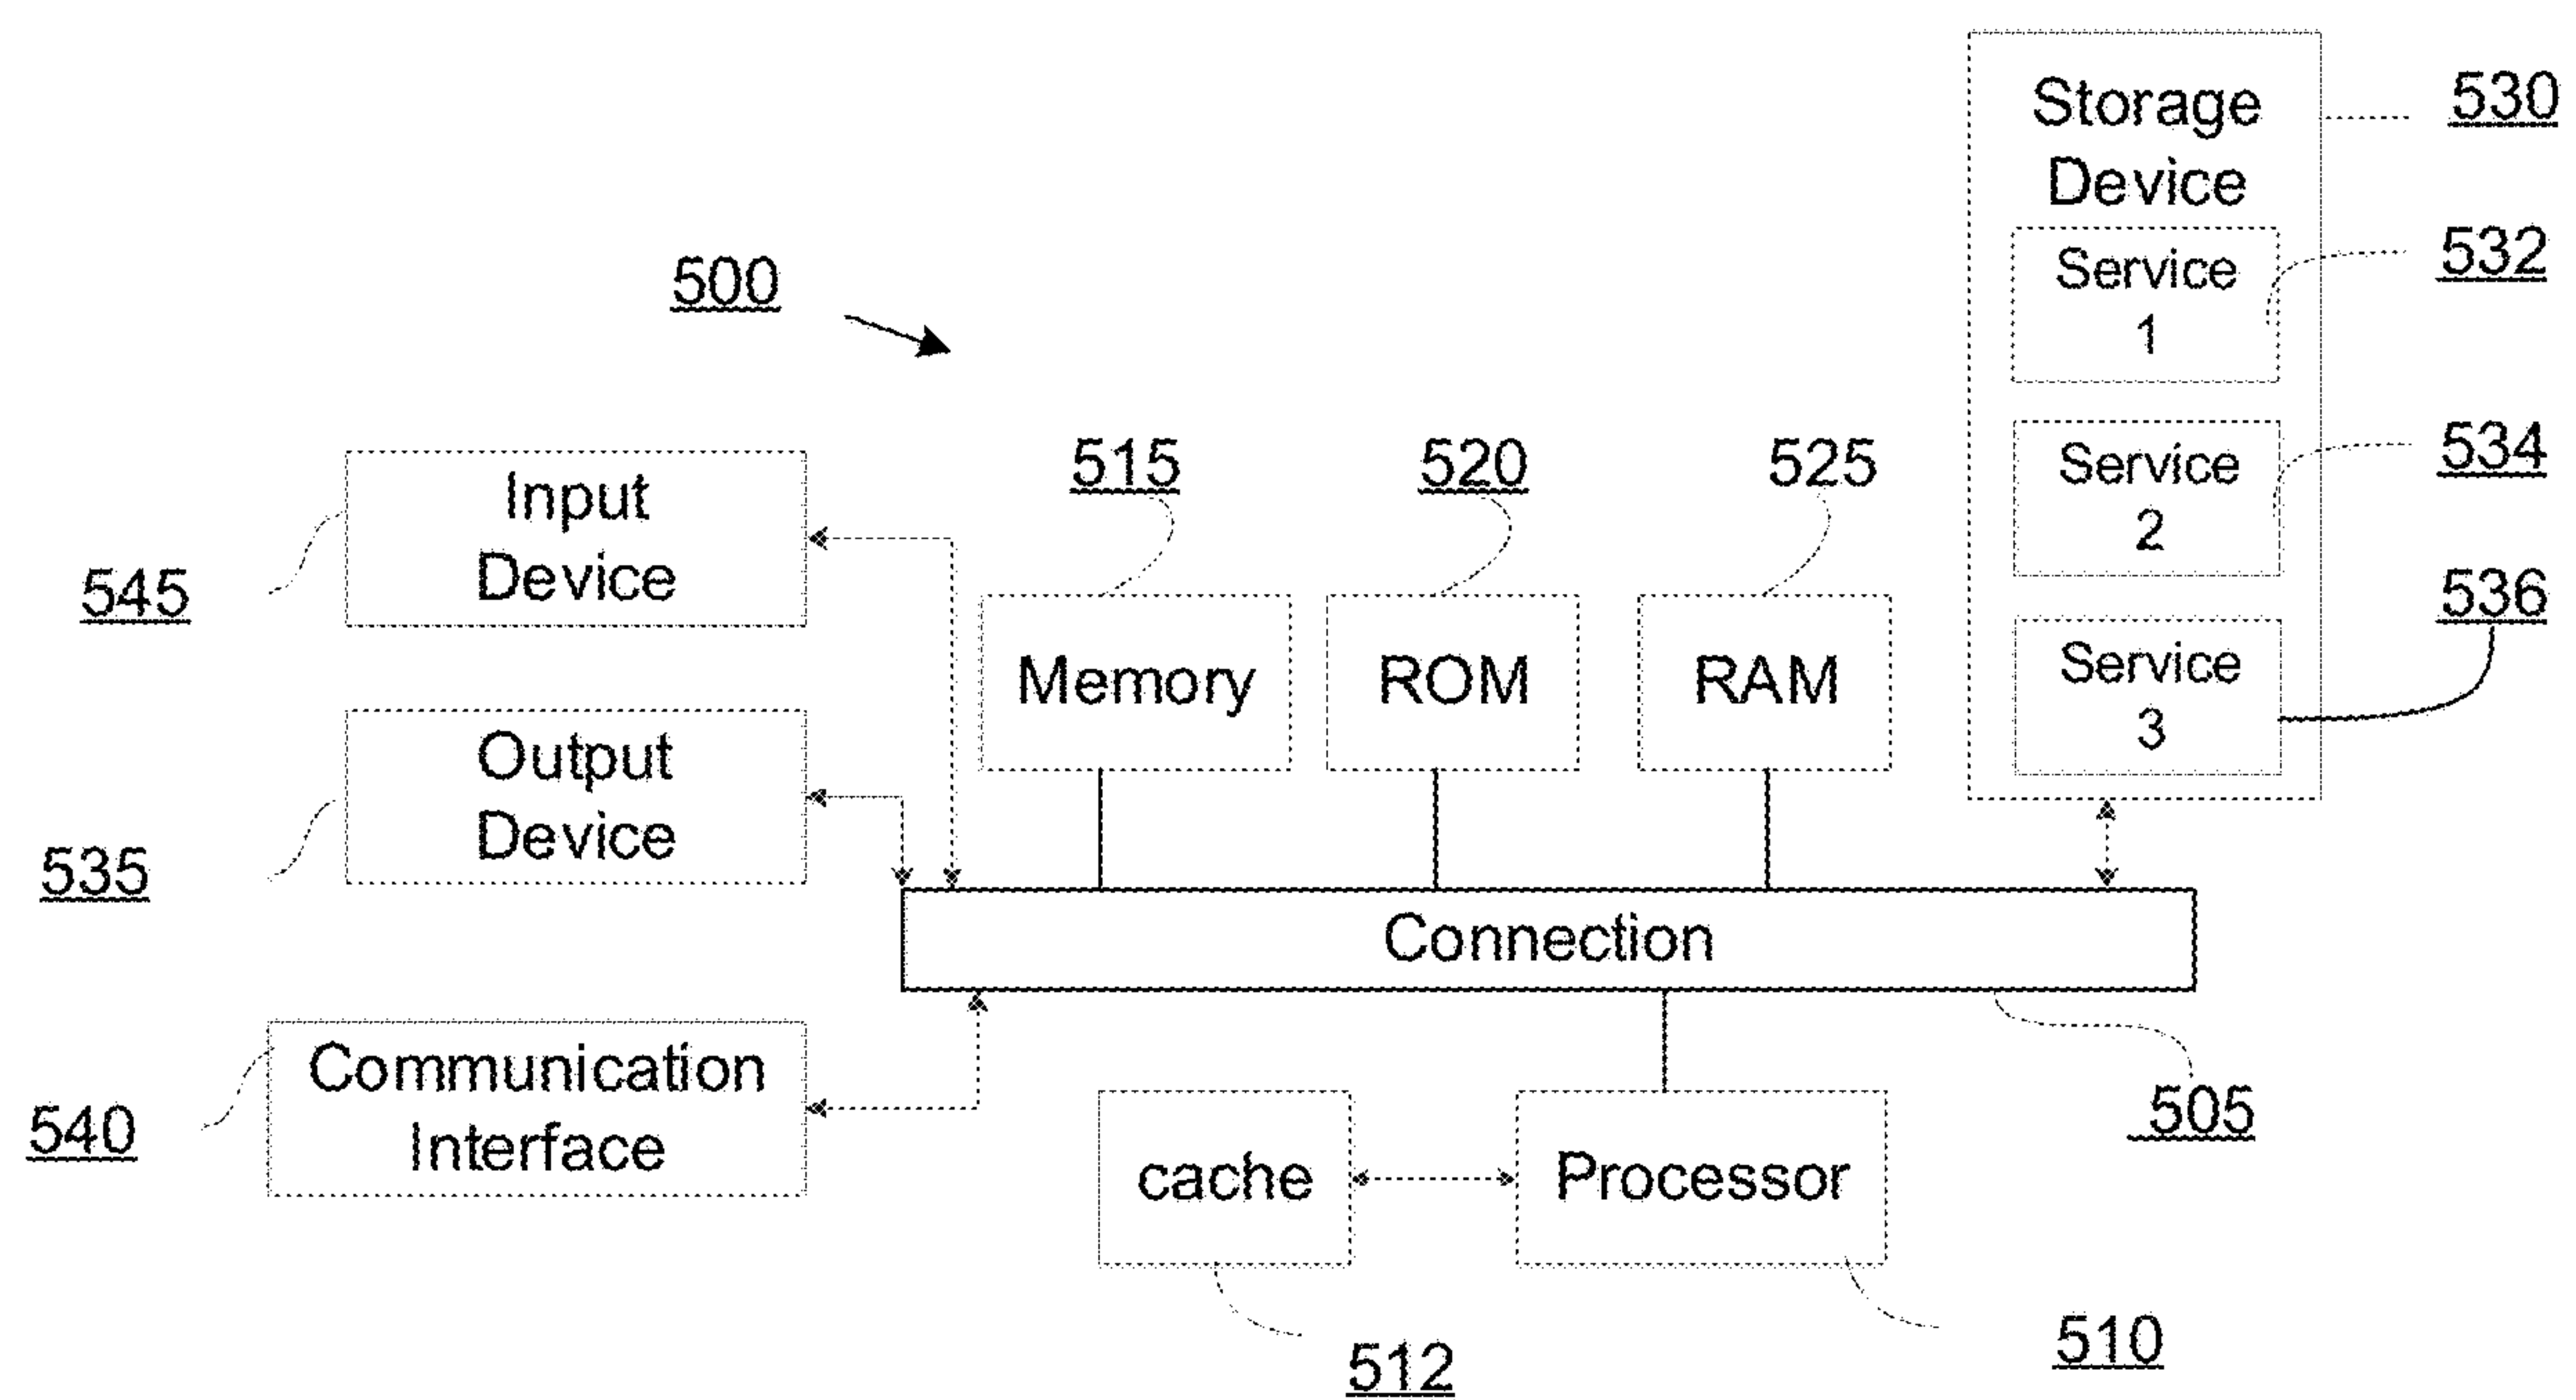 Storage
Device
530
Service
1
532
500
Service
2
534
515
520
525
Input
Device
545
Service
3
536
Memory
ROM
RAM
Output
Device
535
Connection
505
Communication
Interface
540
cache
Processor
512
510